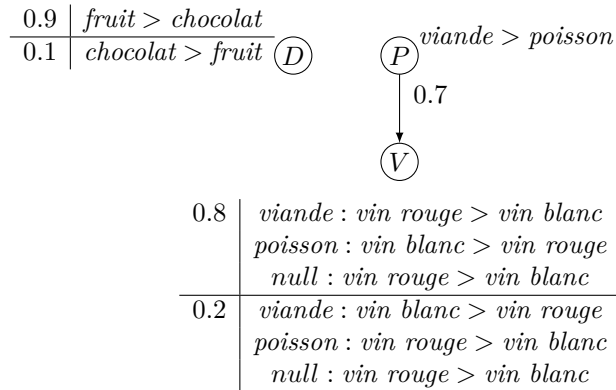 0.9 fruit > chocolat
0.1 chocolat > fruit D P viande > poisson
0.7
V
0.8 viande : vin rouge > vin blanc
poisson : vin blanc > vin rouge
null : vin rouge > vin blanc
0.2 viande : vin blanc > vin rouge
poisson : vin rouge > vin blanc
null : vin rouge > vin blanc